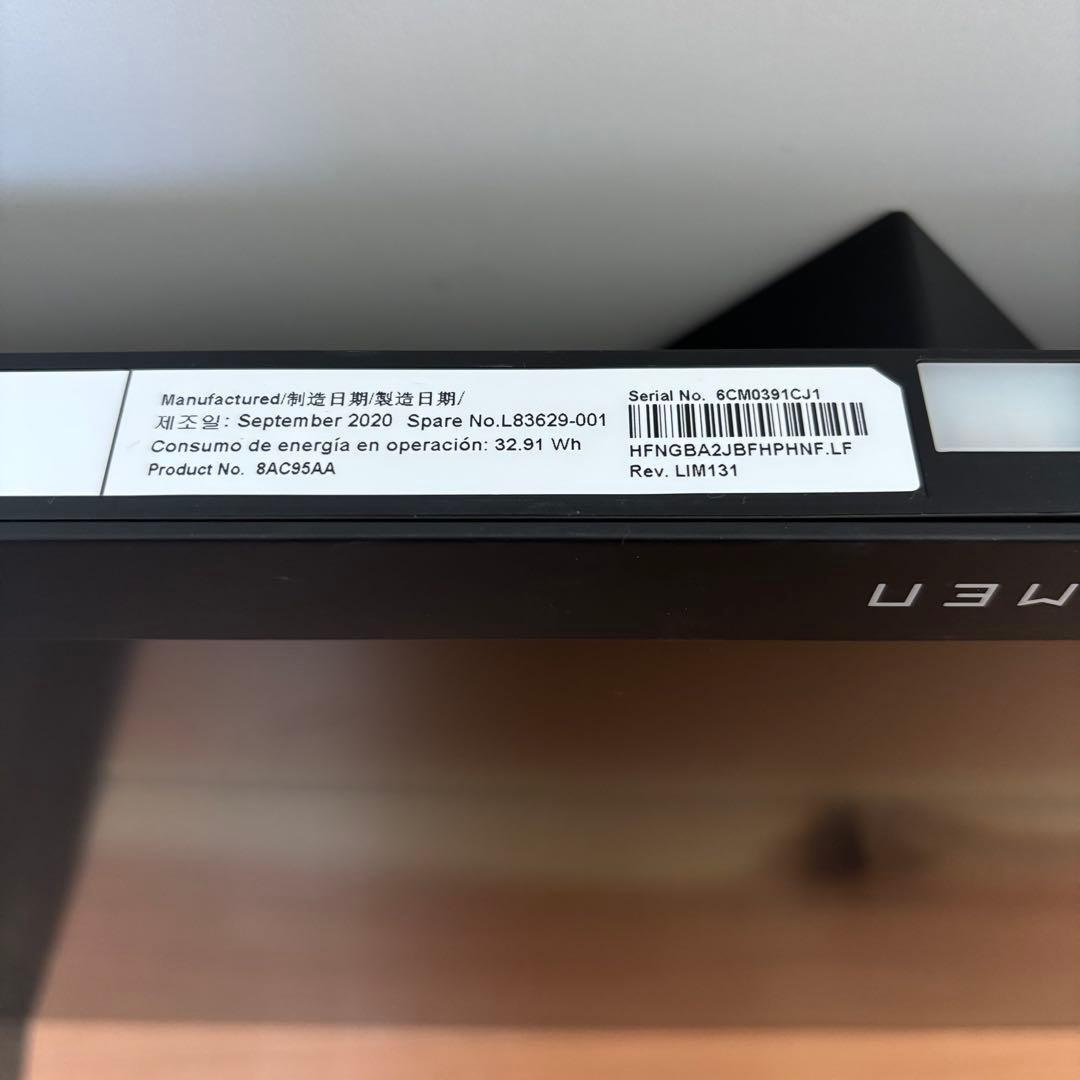 Manufactured/制造日期/製造日期/
제조일: September 2020 Spare No.L83629-001
Consumo de energía en operación: 32.91 Wh
Product No. 8AC95AA
Serial No. 6CM0391CJ1
HFNGBA2JBFHPHNF.LF
Rev. LIM131